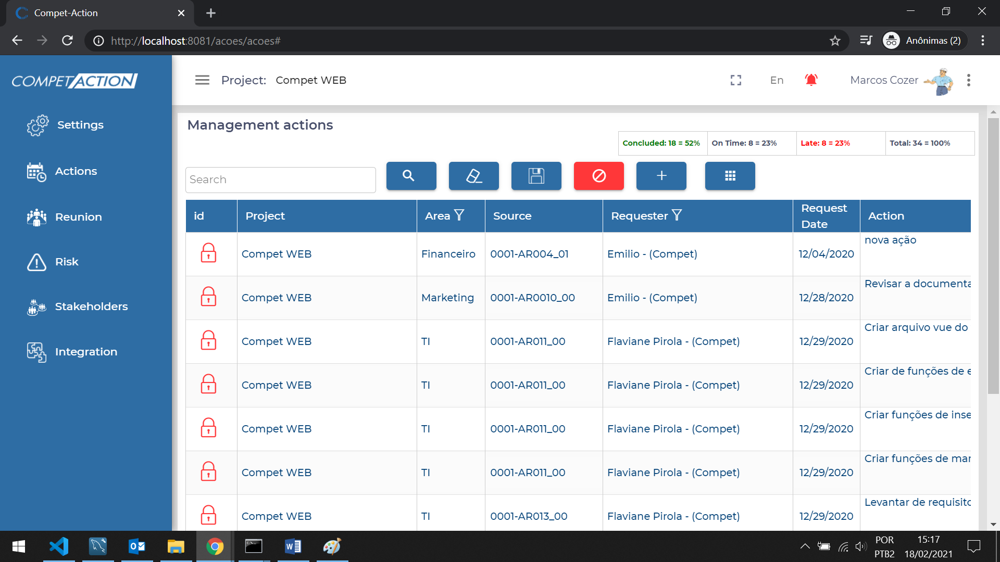 Compet-Action
http://localhost:8081/acoes/acoes#
Anônimas (2)
COMPETACTION
Project: Compet WEB
En
Marcos Cozer
Settings
Actions
Reunion
Risk
Stakeholders
Integration
Management actions
Concluded: 18 = 52% On Time: 8 = 23% Late: 8 = 23% Total: 34 = 100%
Search
id Project Area Source Requester Request Date Action
Compet WEB Financeiro 0001-AR004_01 Emilio - (Compet) 12/04/2020 nova ação
Compet WEB Marketing 0001-AR0010_00 Emilio - (Compet) 12/28/2020 Revisar a documenta
Compet WEB TI 0001-AR011_00 Flaviane Pirola - (Compet) 12/29/2020 Criar arquivo vue do
Compet WEB TI 0001-AR011_00 Flaviane Pirola - (Compet) 12/29/2020 Criar de funções de e
Compet WEB TI 0001-AR011_00 Flaviane Pirola - (Compet) 12/29/2020 Criar funções de inse
Compet WEB TI 0001-AR011_00 Flaviane Pirola - (Compet) 12/29/2020 Criar funções de mar
Compet WEB TI 0001-AR013_00 Flaviane Pirola - (Compet) 12/29/2020 Levantar de requisito
POR
PTB2
15:17
18/02/2021